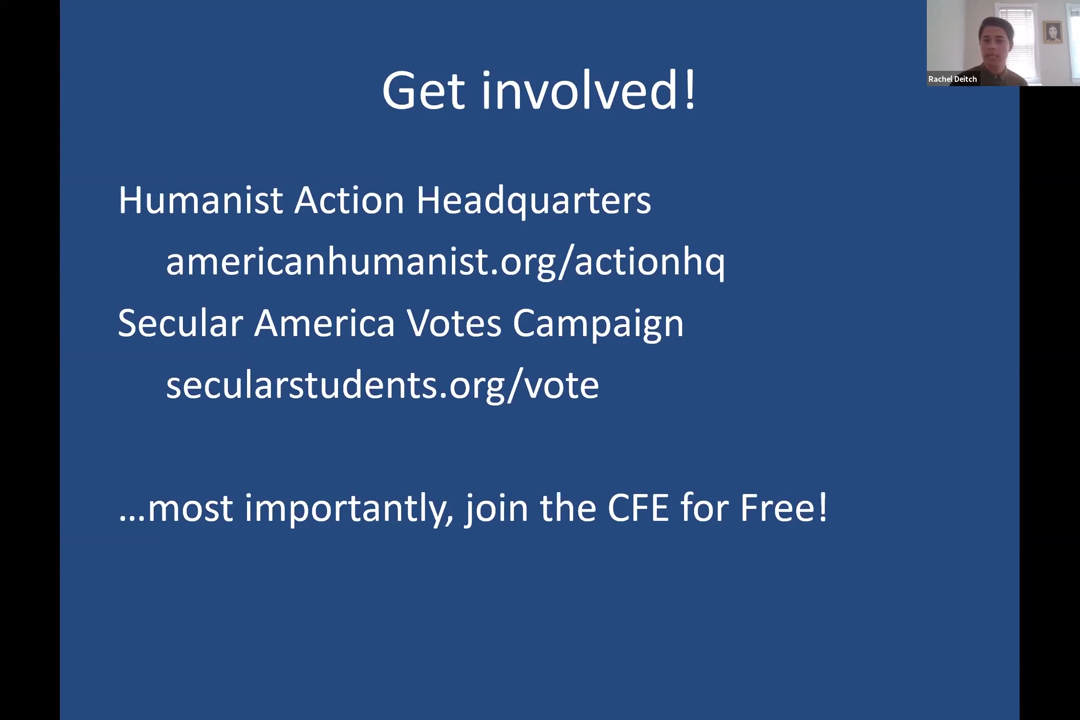 Rachel Deitch
Get involved!
Humanist Action Headquarters
americanhumanist.org/actionhq
Secular America Votes Campaign
secularstudents.org/vote
...most importantly, join the CFE for Free!